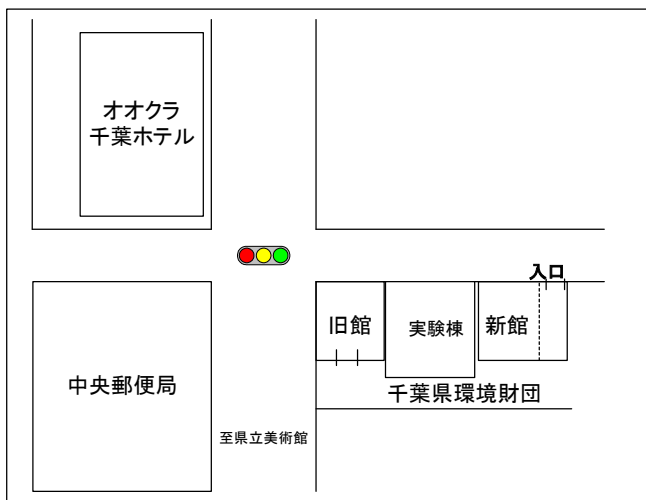 オオクラ
千葉ホテル
入口
旧館
実験棟
新館
中央郵便局
千葉県環境財団
至県立美術館